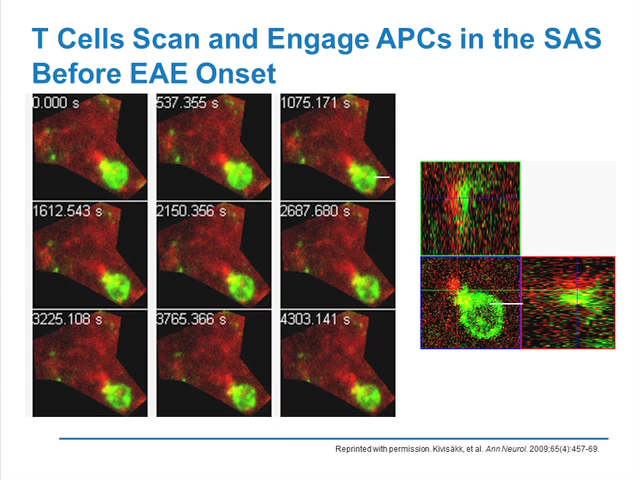 T Cells Scan and Engage APCs in the SAS
Before EAE Onset
0.000 s
537.355 s
1075.171 s
1612.543 s
2150.356 s
2687.680 s
3225.108 s
3765.366 s
4303.141 s
Reprinted with permission. Kivisäkk, et al. Ann Neurol. 2009;65(4):457-69.